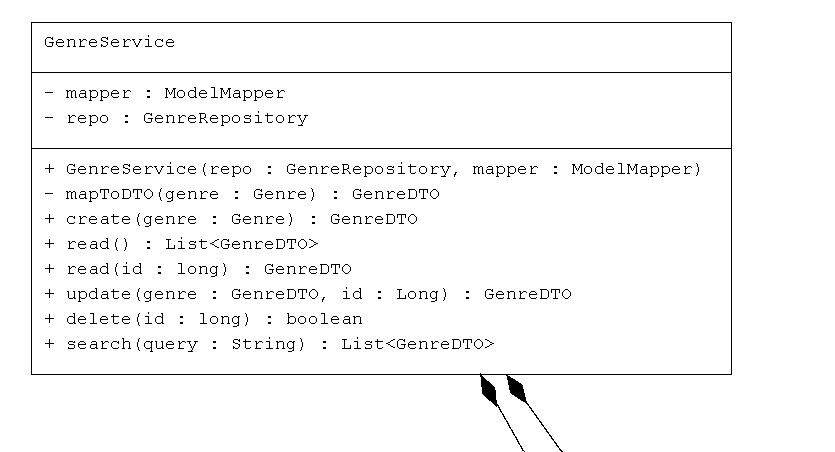 GenreService
- mapper : ModelMapper
- repo : GenreRepository
+ GenreService(repo : GenreRepository, mapper : ModelMapper)
- mapToDTO(genre : Genre) : GenreDTO
+ create(genre : Genre) : GenreDTO
+ read() : List<GenreDTO>
+ read(id : long) : GenreDTO
+ update(genre : GenreDTO, id : Long) : GenreDTO
+ delete(id : long) : boolean
+ search(query : String) : List<GenreDTO>